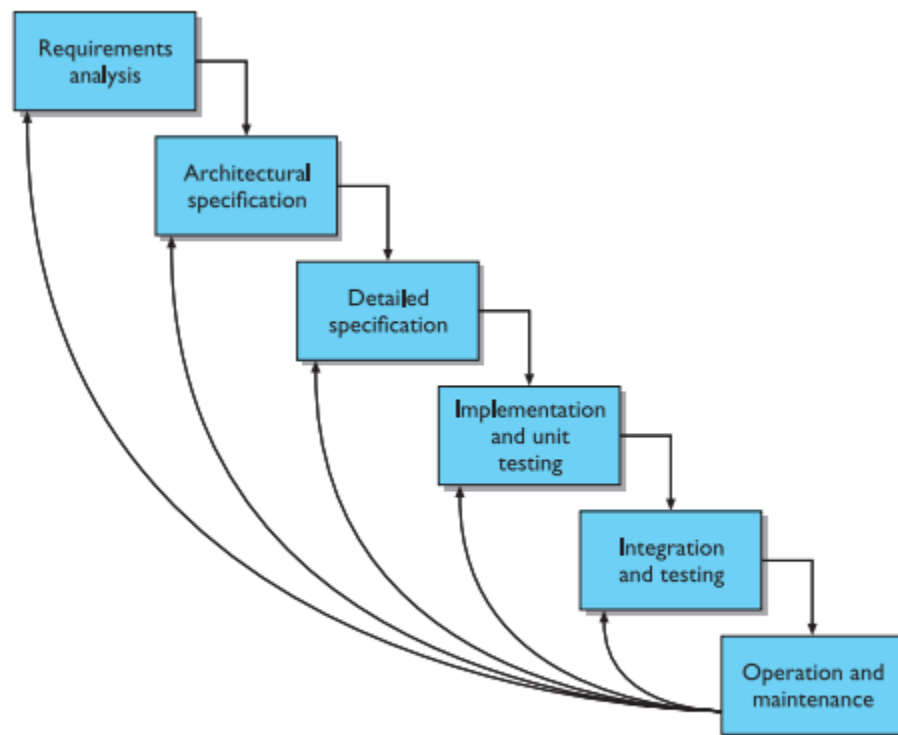 Requirements
analysis
Architectural
specification
Detailed
specification
Implementation
and unit
testing
Integration
and testing
Operation and
maintenance